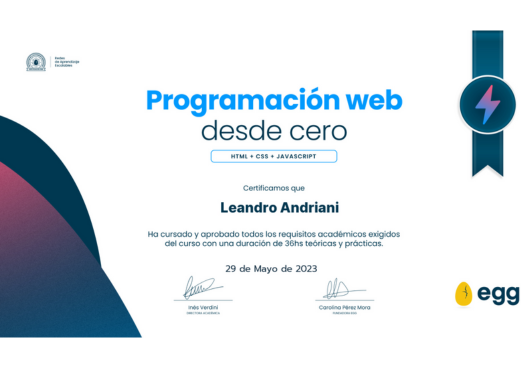 Redes
de Aprendizaje
Escalables
Programación web
desde cero
HTML + CSS + JAVASCRIPT
Certificamos que
Leandro Andriani
Ha cursado y aprobado todos los requisitos académicos exigidos
del curso con una duración de 36hs teóricas y prácticas.
29 de Mayo de 2023
Inés Verdini
DIRECTORA ACADÉMICA
Carolina Pérez Mora
FUNDADORA EGG
egg